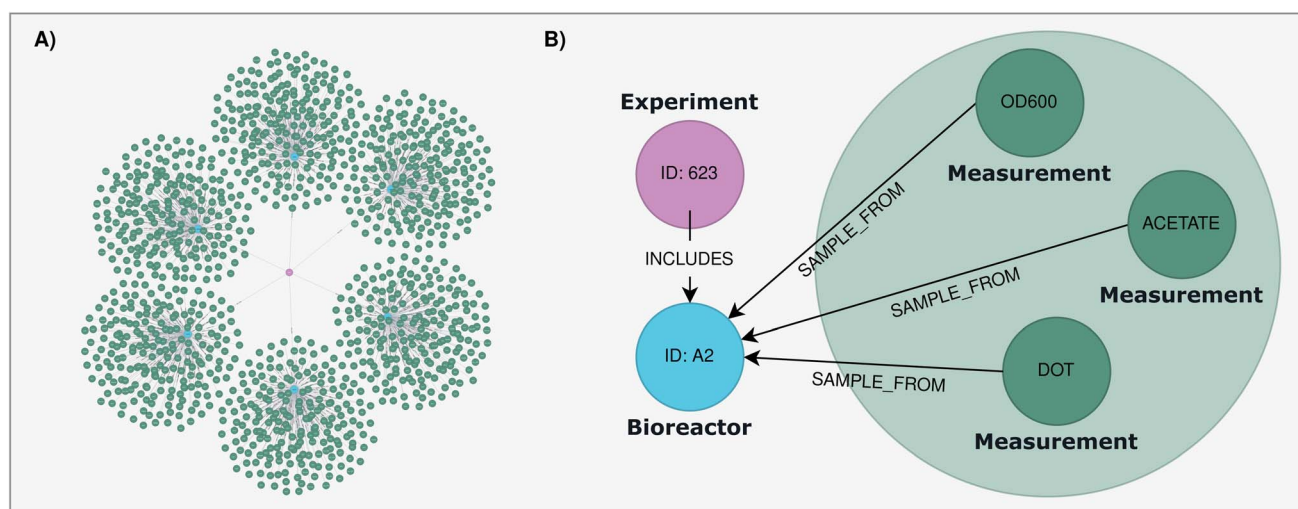 A)
B)
Experiment
ID: 623
INCLUDES
ID: A2
Bioreactor
OD600
Measurement
SAMPLE_FROM
ACETATE
Measurement
SAMPLE_FROM
DOT
Measurement
SAMPLE_FROM